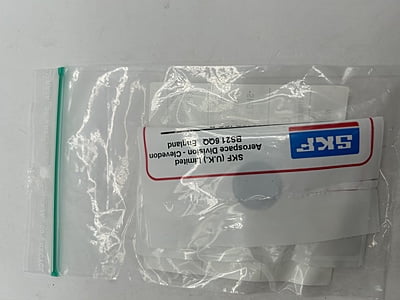 SKF
SKF (U.K.) Limited
Aerospace Division - Clevedon
BS21 6QQ - England